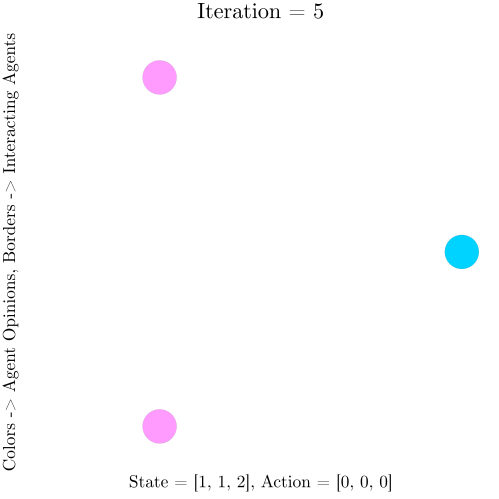 Iteration = 5
Colors -> Agent Opinions, Borders -> Interacting Agents
State = [1, 1, 2], Action = [0, 0, 0]